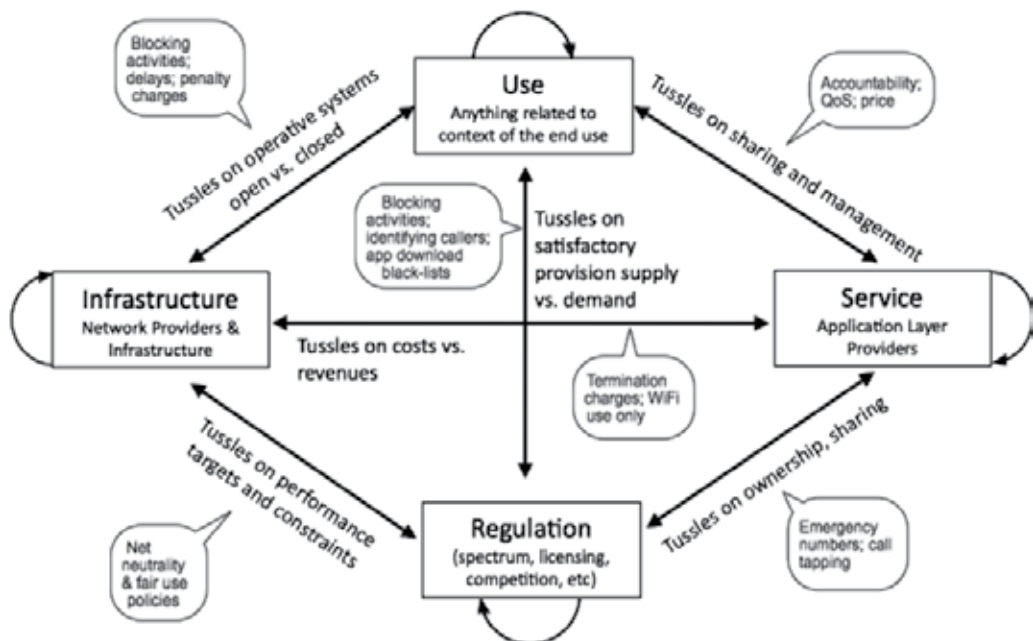 Blocking
activities;
delays; penalty
charges
Use
Anything related to
context of the end use
Accountability;
QoS; price
Tussles on operative systems
open vs. closed
Tussles on sharing and management
Blocking
activities;
identifying callers;
app download
black-lists
Tussles on
satisfactory
provision supply
vs. demand
Infrastructure
Network Providers &
Infrastructure
Service
Application Layer
Providers
Tussles on costs vs.
revenues
Termination
charges; WiFi
use only
Tussles on performance
targets and constraints
Tussles on ownership, sharing
Net
neutrality
& fair use
policies
Regulation
(spectrum, licensing,
competition, etc)
Emergency
numbers; call
tapping